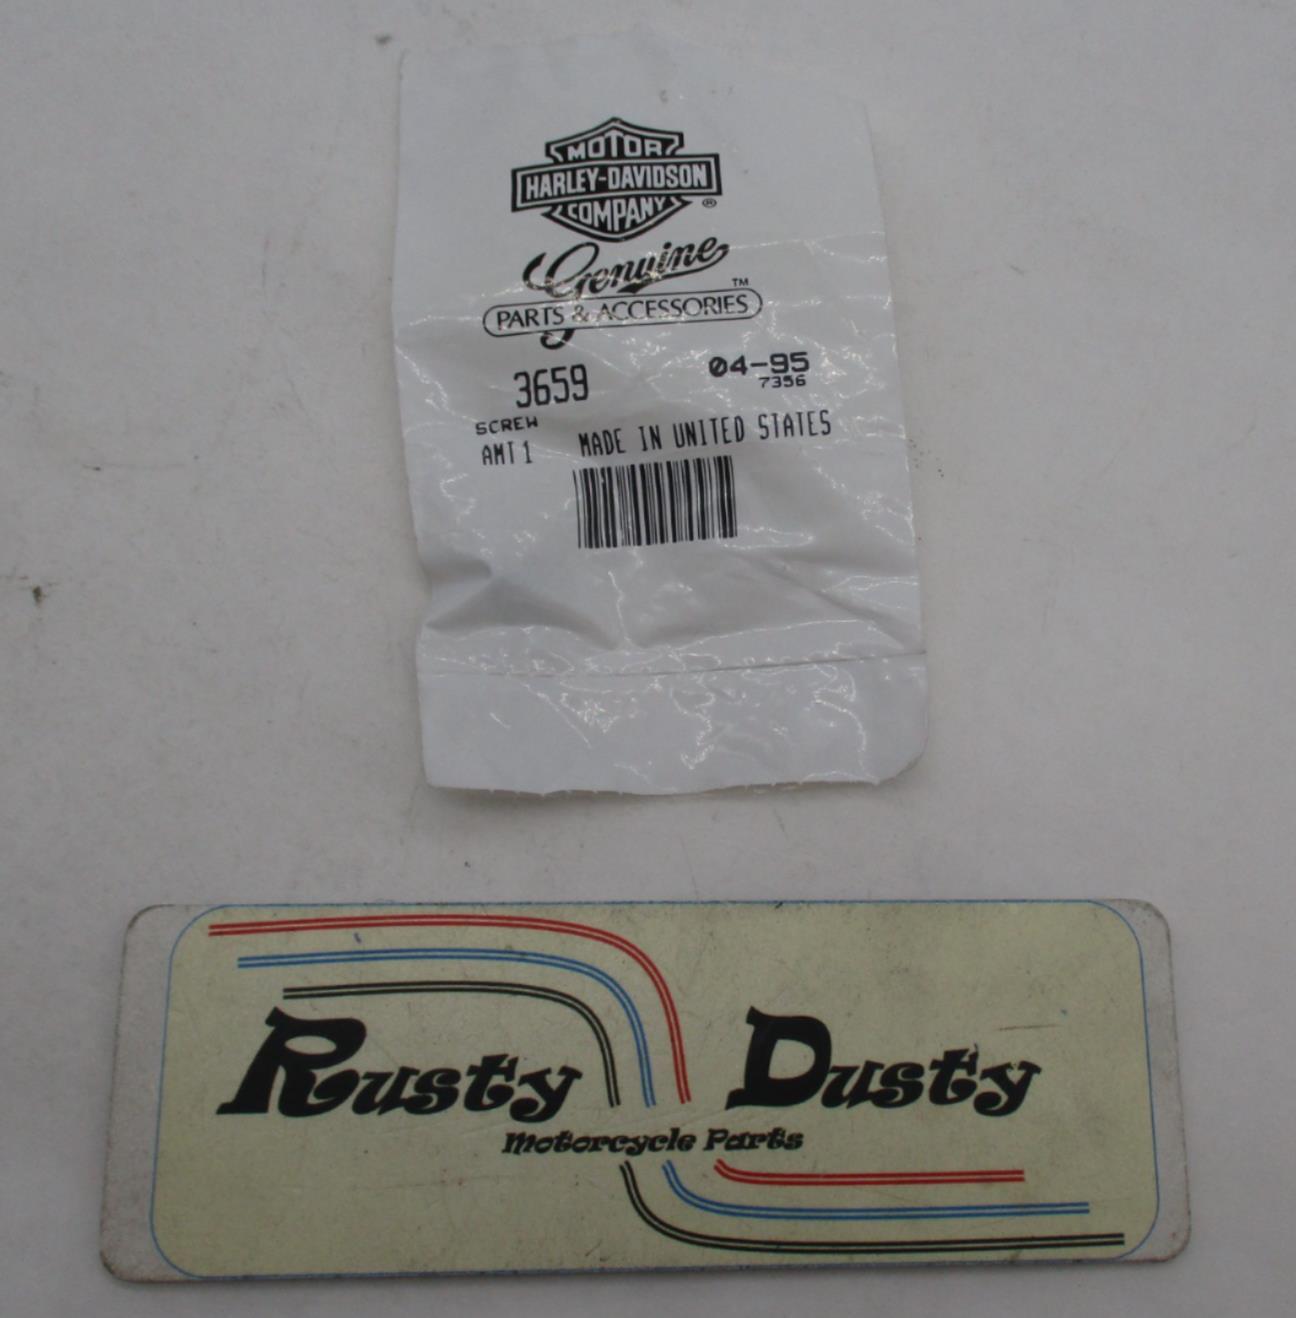 MOTOR
HARLEY-DAVIDSON
COMPANY ®
Genuine
PARTS & ACCESSORIES ™
3659 04-95
7356
SCREW
AMT 1 MADE IN UNITED STATES
Rusty Dusty
Motorcycle Parts